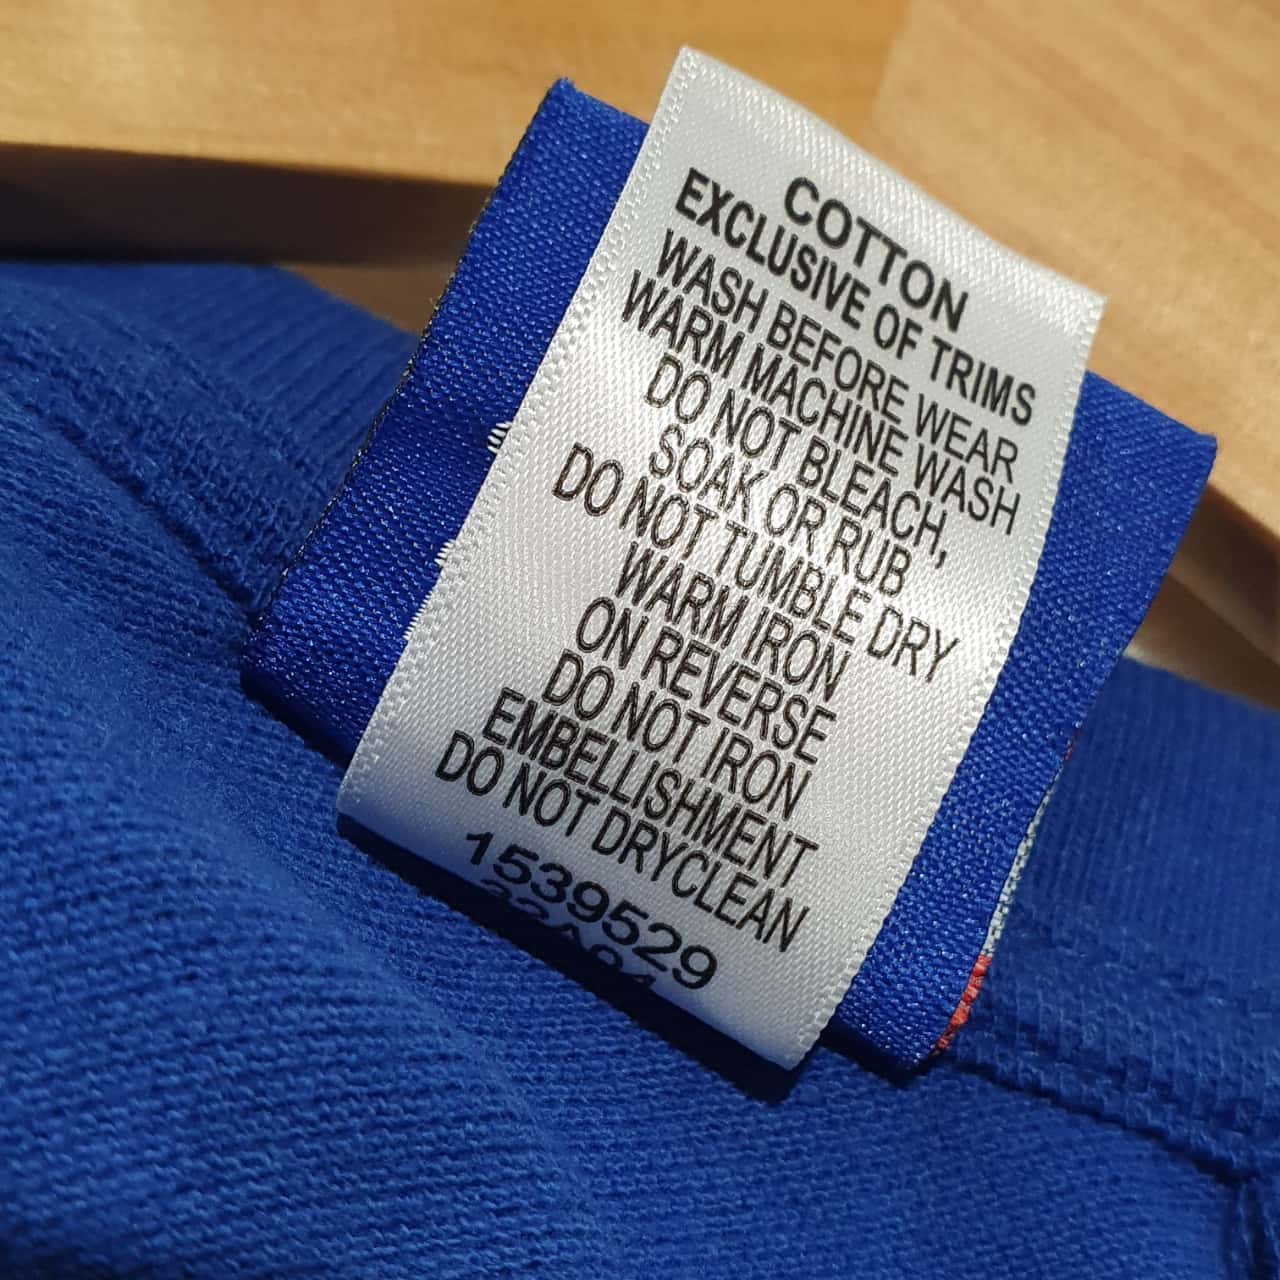 COTTON
EXCLUSIVE OF TRIMS
WASH BEFORE WEAR
WARM MACHINE WASH
DO NOT BLEACH,
SOAK OR RUB
DO NOT TUMBLE DRY
WARM IRON
ON REVERSE
DO NOT IRON
EMBELLISHMENT
DO NOT DRYCLEAN
1539529